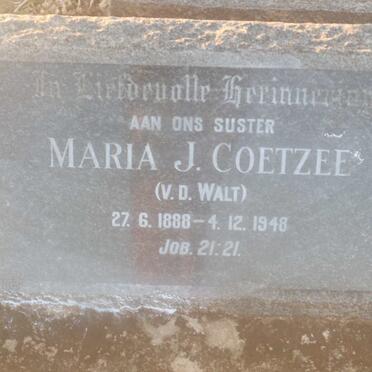 In Liefdevolle Herinnering
AAN ONS SUSTER
MARIA J. COETZEE
(V.D. WALT)
27. 6. 1888 – 4. 12. 1948
JOB. 21:21.